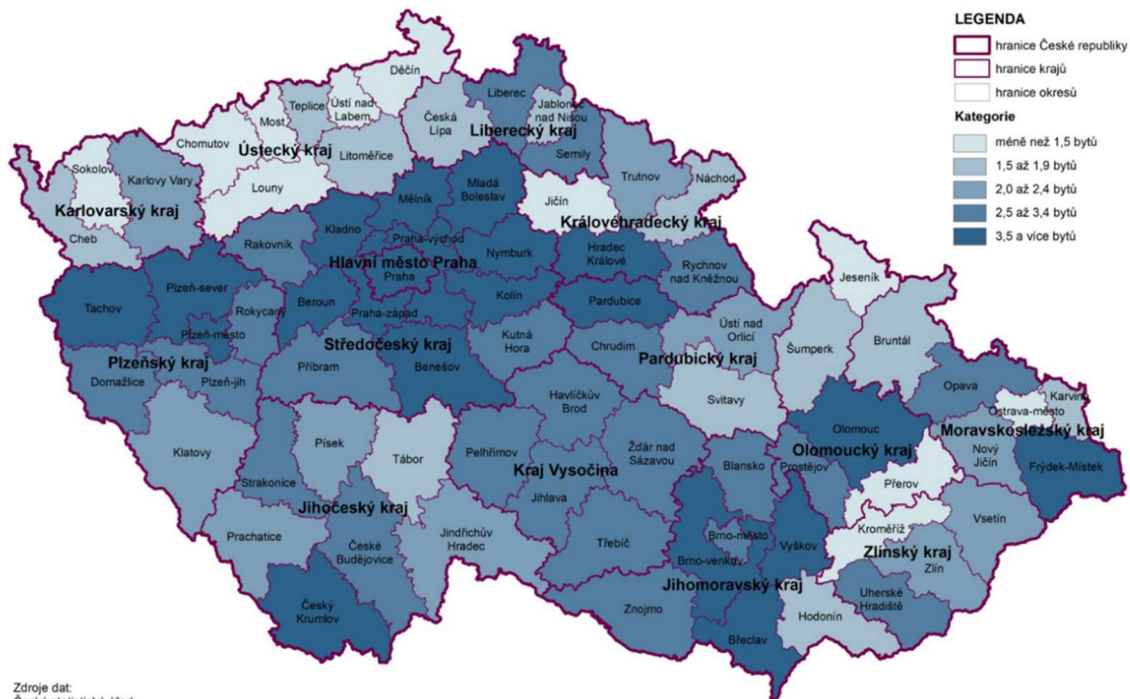 LEGENDA
hranice České republiky
hranice krajů
hranice okresů
Kategorie
méně než 1,5 bytů
1,5 až 1,9 bytů
2,0 až 2,4 bytů
2,5 až 3,4 bytů
3,5 a více bytů
Děčín
Liberec
Jablonec
nad Nisou
Teplice
Ústí nad
Labem
Česká
Lípa
Liberecký kraj
Most
Chomutov
Ústecký kraj
Litoměřice
Semily
Trutnov
Náchod
Sokolov
Karlovy Vary
Louny
Mělník
Mladá
Boleslav
Jičín
Karlovarský kraj
Královéhradecký kraj
Cheb
Rakovník
Kladno
Praha-východ
Nymburk
Hradec
Králové
Hlavní město Praha
Praha
Rychnov
nad Kněžnou
Jeseník
Tachov
Plzeň-sever
Rokycany
Beroun
Praha-západ
Kolín
Pardubice
Plzeň-město
Středočeský kraj
Kutná
Hora
Chrudim
Ústí nad
Orlicí
Pardubický kraj
Šumperk
Bruntál
Plzeňský kraj
Domažlice
Plzeň-jih
Příbram
Benešov
Svitavy
Opava
Karviná
Ostrava-město
Moravskoslezský kraj
Havlíčkův
Brod
Olomouc
Olomoucký kraj
Nový
Jičín
Frýdek-Místek
Klatovy
Písek
Tábor
Pelhřimov
Kraj Vysočina
Žďár nad
Sázavou
Blansko
Prostějov
Přerov
Strakonice
Jihlava
Jihočeský kraj
Kroměříž
Vsetín
Prachatice
České
Budějovice
Jindřichův
Hradec
Třebíč
Brno-město
Brno-venkov
Vyškov
Zlínský kraj
Zlín
Jihomoravský kraj
Uherské
Hradiště
Český
Krumlov
Znojmo
Hodonín
Břeclav
Zdroje dat: